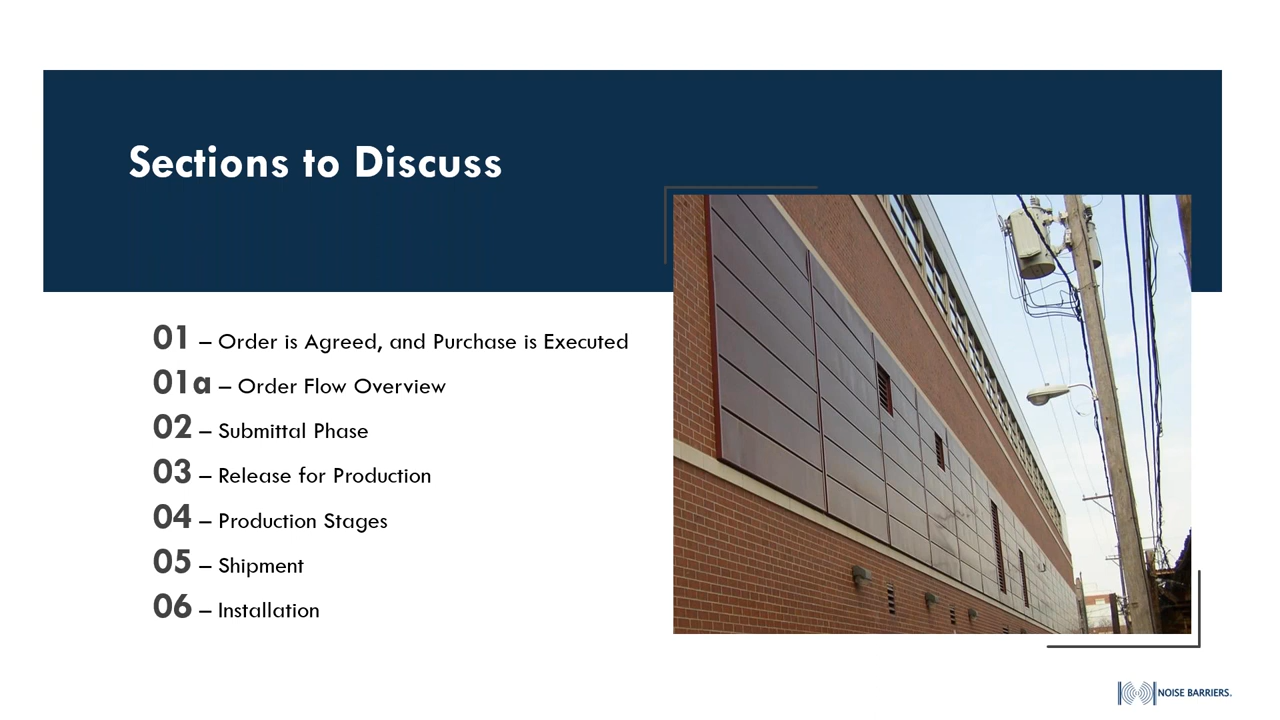 Sections to Discuss
01 – Order is Agreed, and Purchase is Executed
01a – Order Flow Overview
02 – Submittal Phase
03 – Release for Production
04 – Production Stages
05 – Shipment
06 – Installation
NOISE BARRIERS.